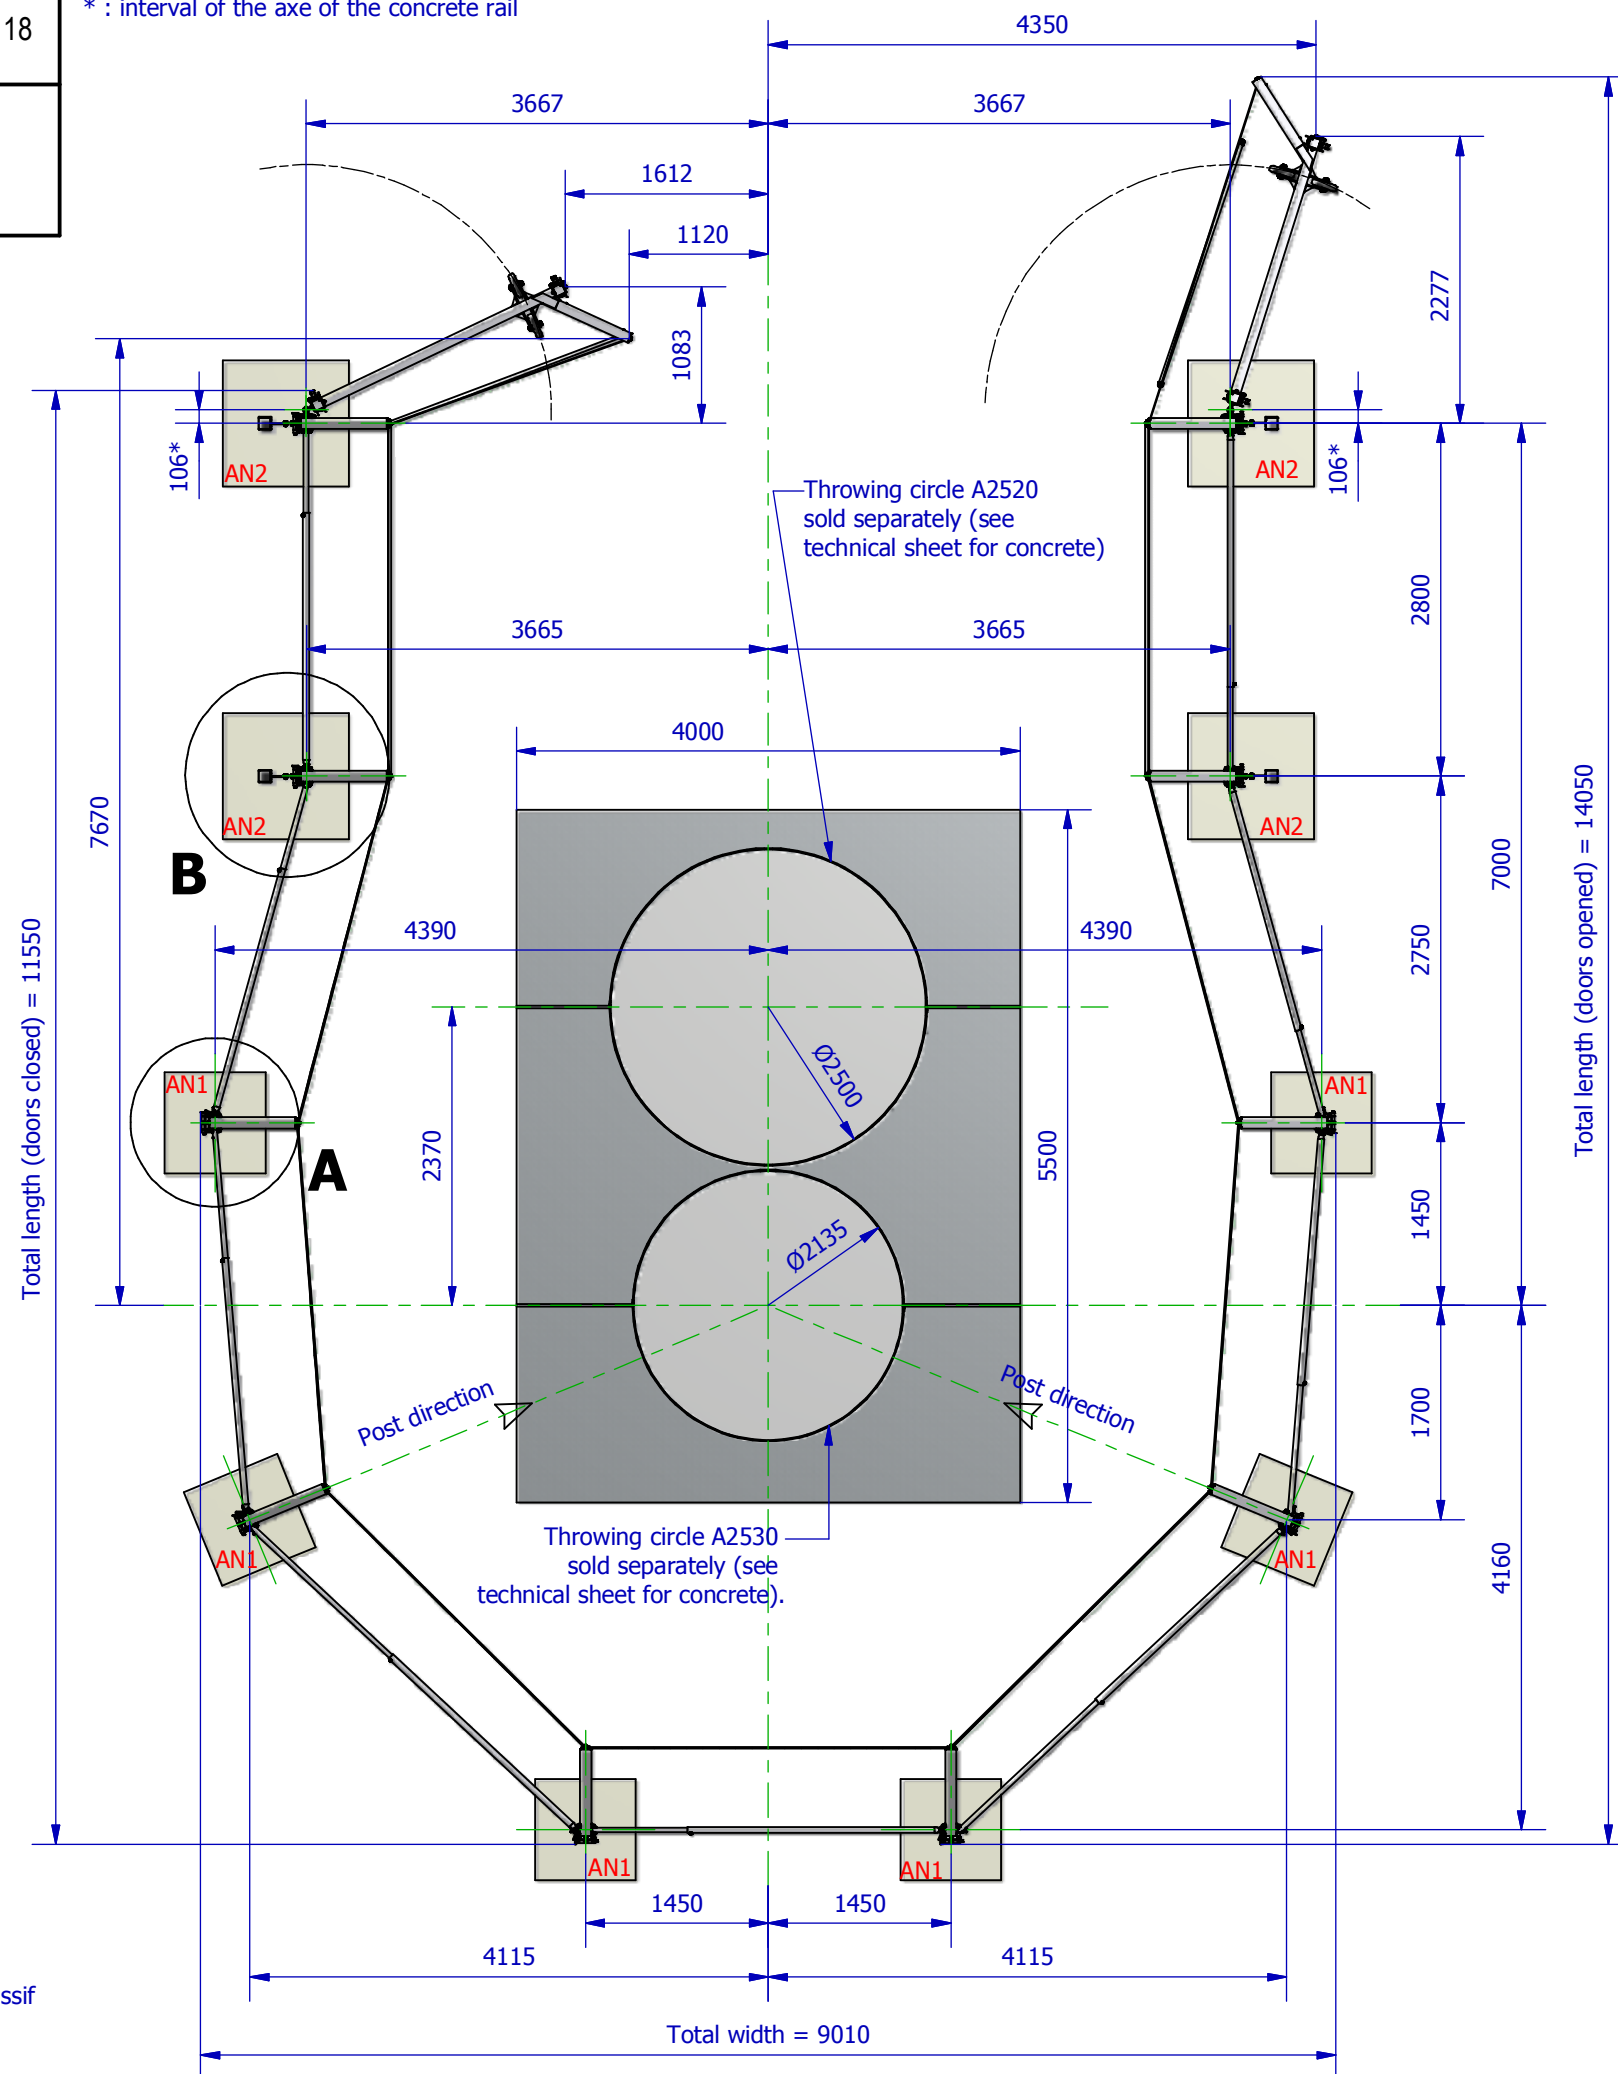 * : interval of the axe of the concrete rail
18
4350
3667
3667
1612
1120
1083
2277
106*
106*
AN2
AN2
Throwing circle A2520
sold separately (see
technical sheet for concrete)
2800
3665
3665
4000
7670
AN2
AN2
B
7000
Total length (doors opened) = 14050
Total length (doors closed) = 11550
4390
4390
2750
Ø2500
AN1
AN1
A
2370
5500
1450
Ø2135
Post direction
Post direction
1700
Throwing circle A2530
sold separately (see
technical sheet for concrete).
AN1
AN1
4160
AN1
AN1
1450
1450
4115
4115
ssif
Total width = 9010